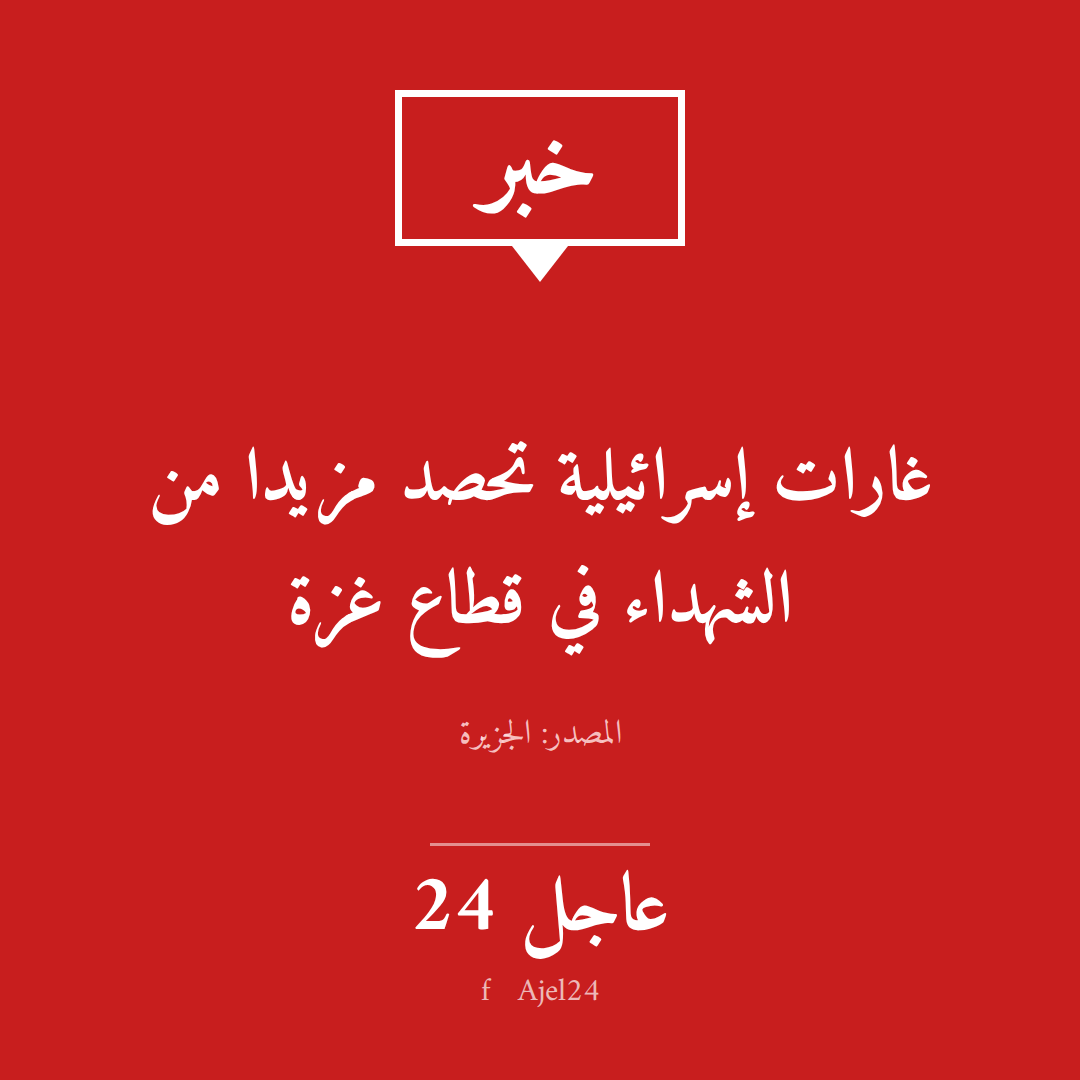 خبر
غارات إسرائيلية تحصد مزيدا من
الشهداء في قطاع غزة
المصدر: الجزيرة
عاجل 24
f Ajel24